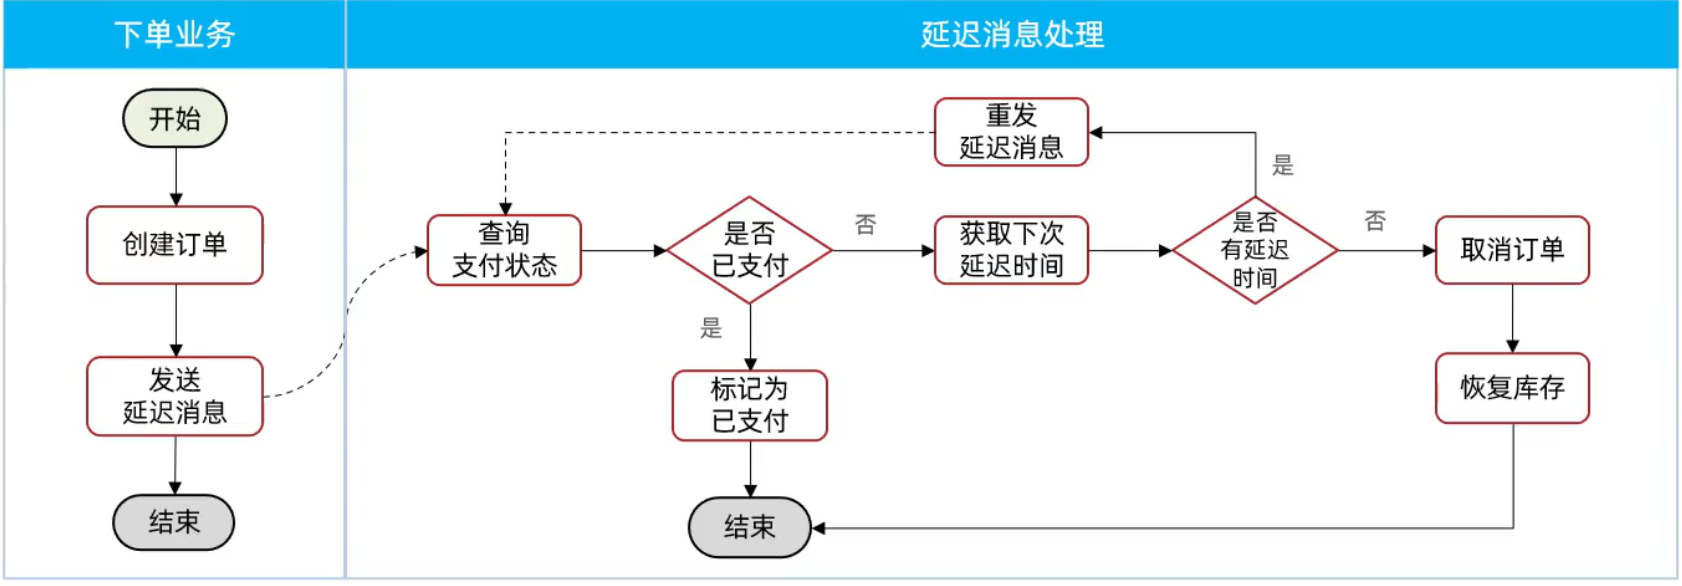 下单业务
延迟消息处理
开始
创建订单
发送
延迟消息
结束
重发
延迟消息
是
查询
支付状态
是否
已支付
否
获取下次
延迟时间
是否
有延迟
时间
否
取消订单
是
标记为
已支付
恢复库存
结束